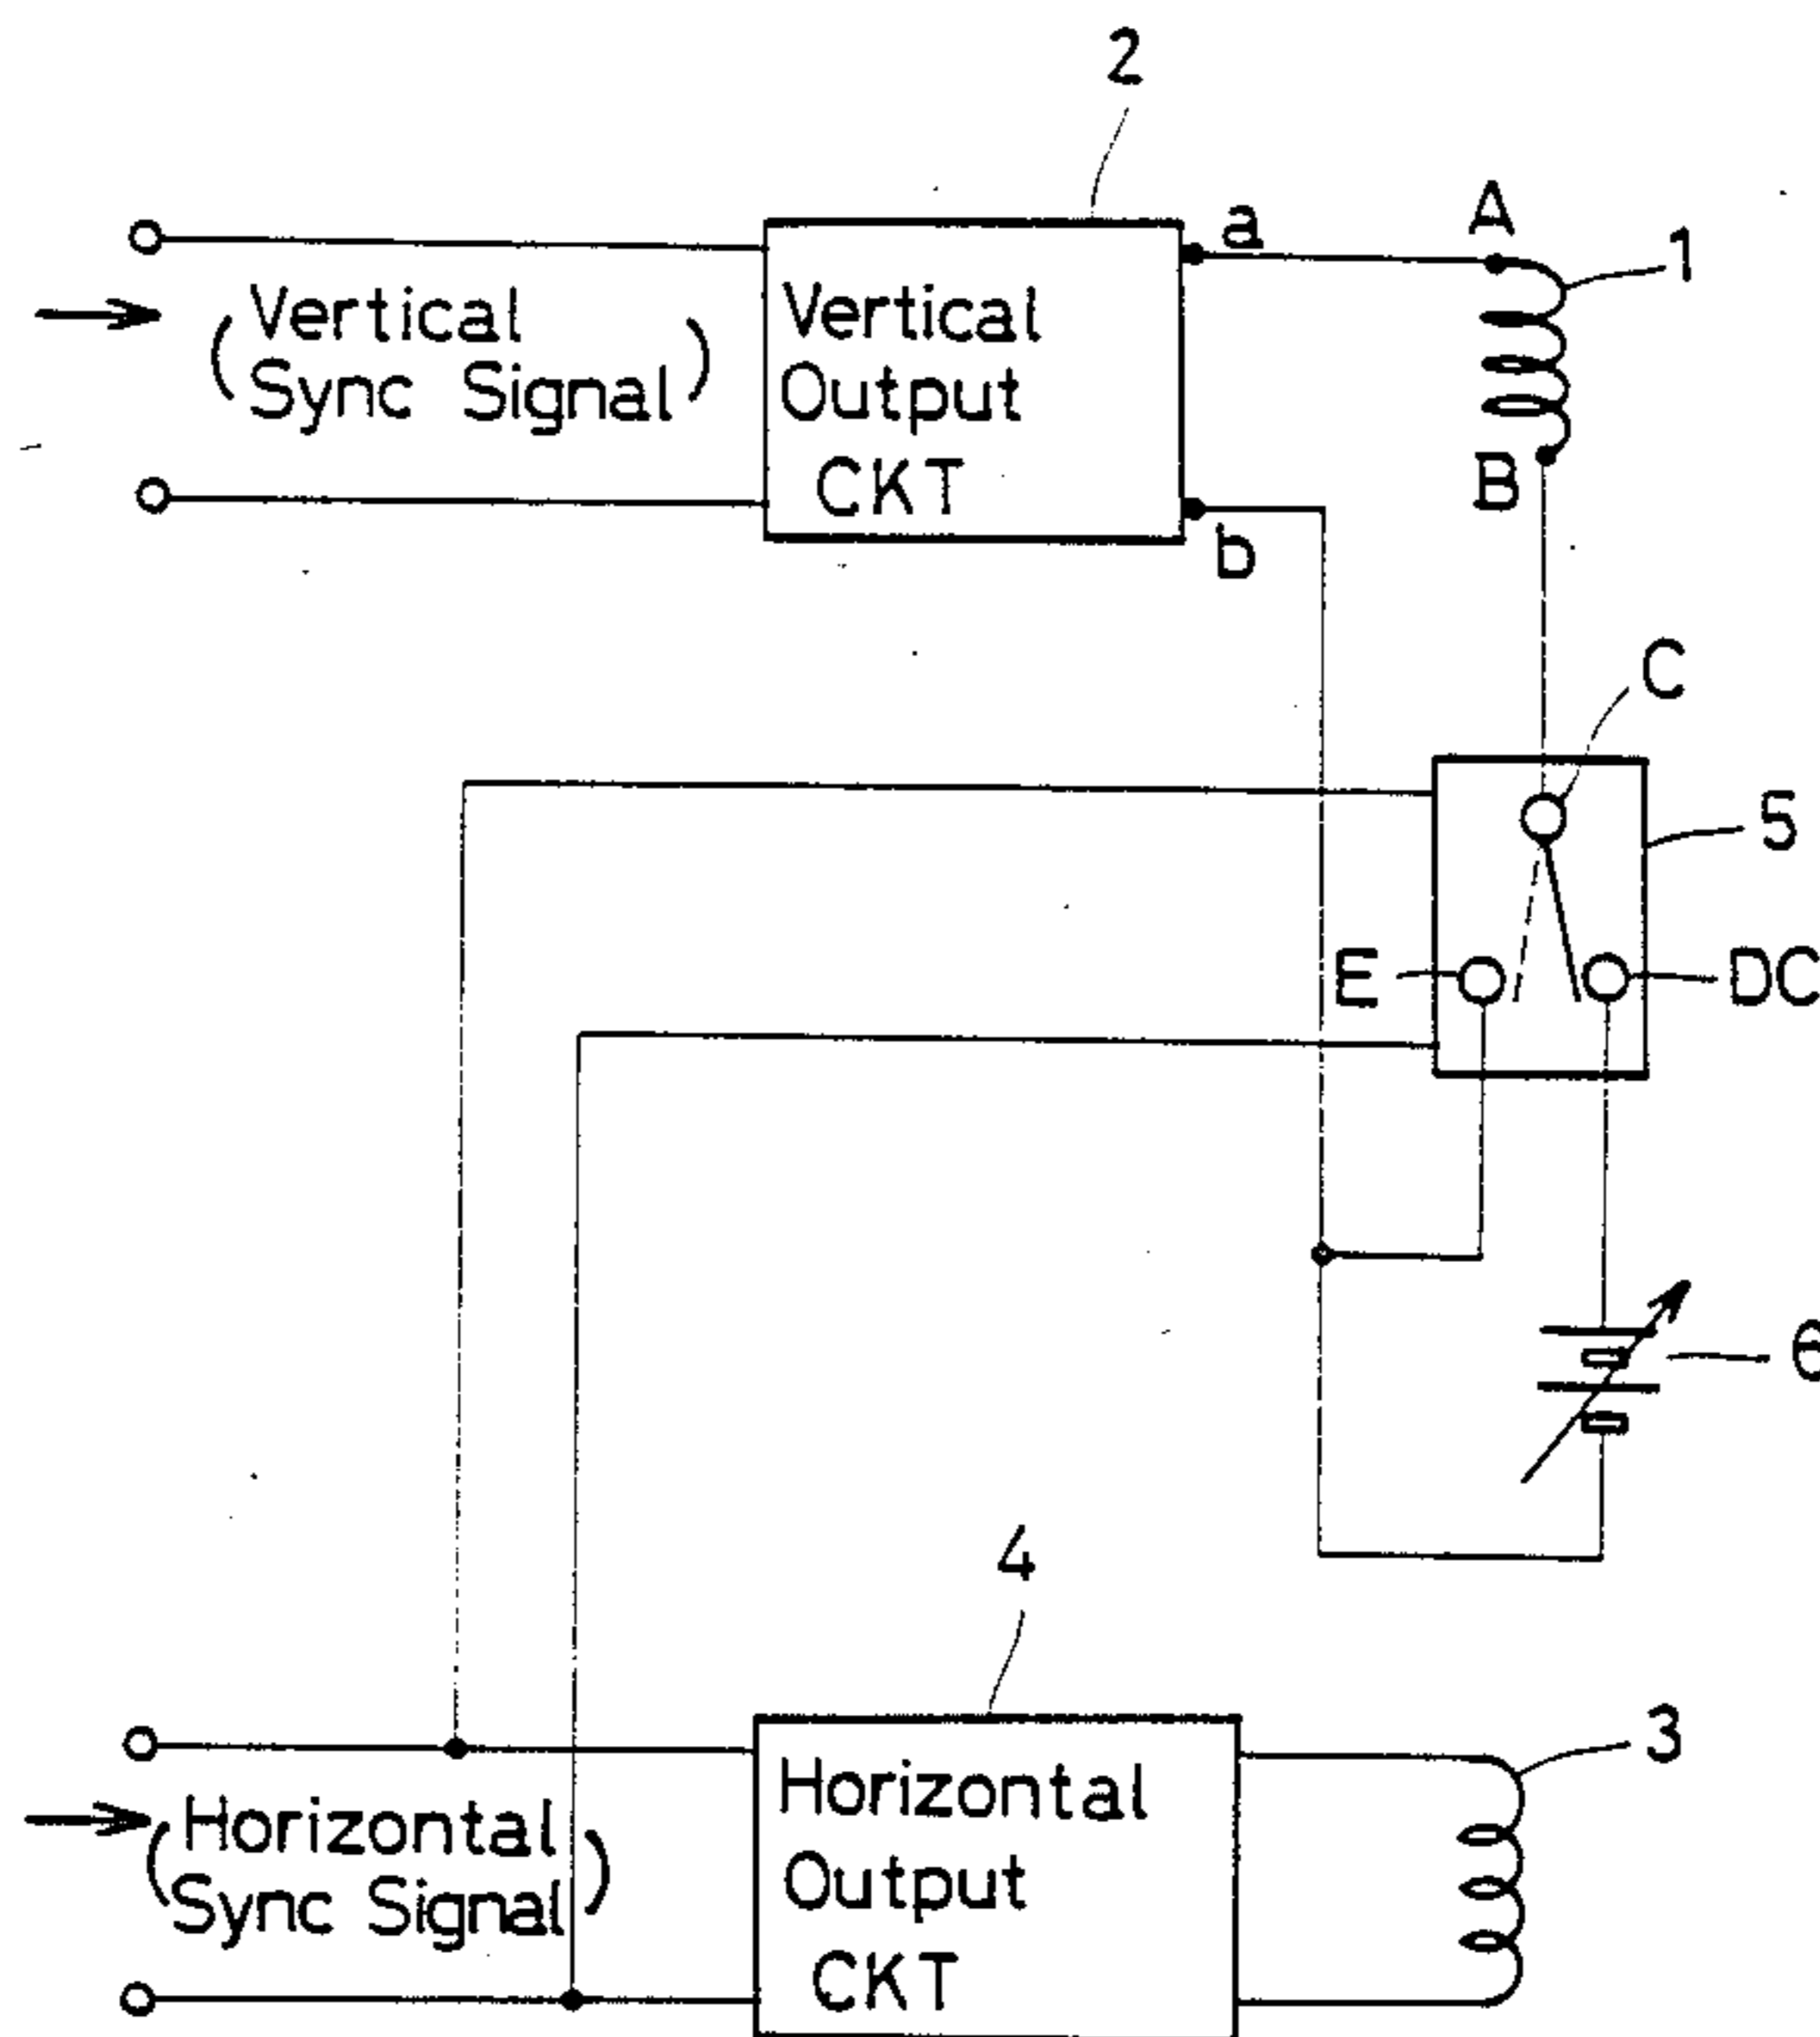 2
a
A
1
(Vertical
Sync Signal)
Vertical
Output
CKT
B
b
C
5
E
DC
6
4
3
(Horizontal
Sync Signal)
Horizontal
Output
CKT